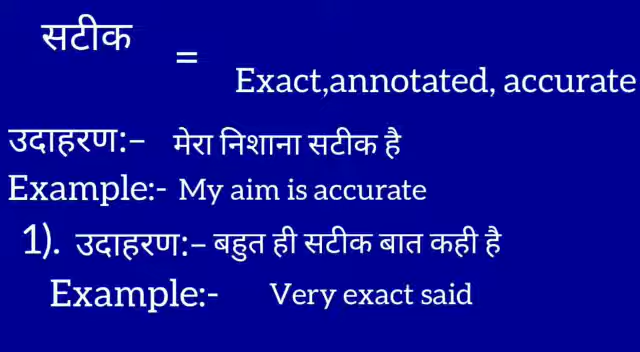 सटीक = Exact,annotated, accurate
उदाहरण:– मेरा निशाना सटीक है
Example:- My aim is accurate
1). उदाहरण:– बहुत ही सटीक बात कही है
Example:- Very exact said